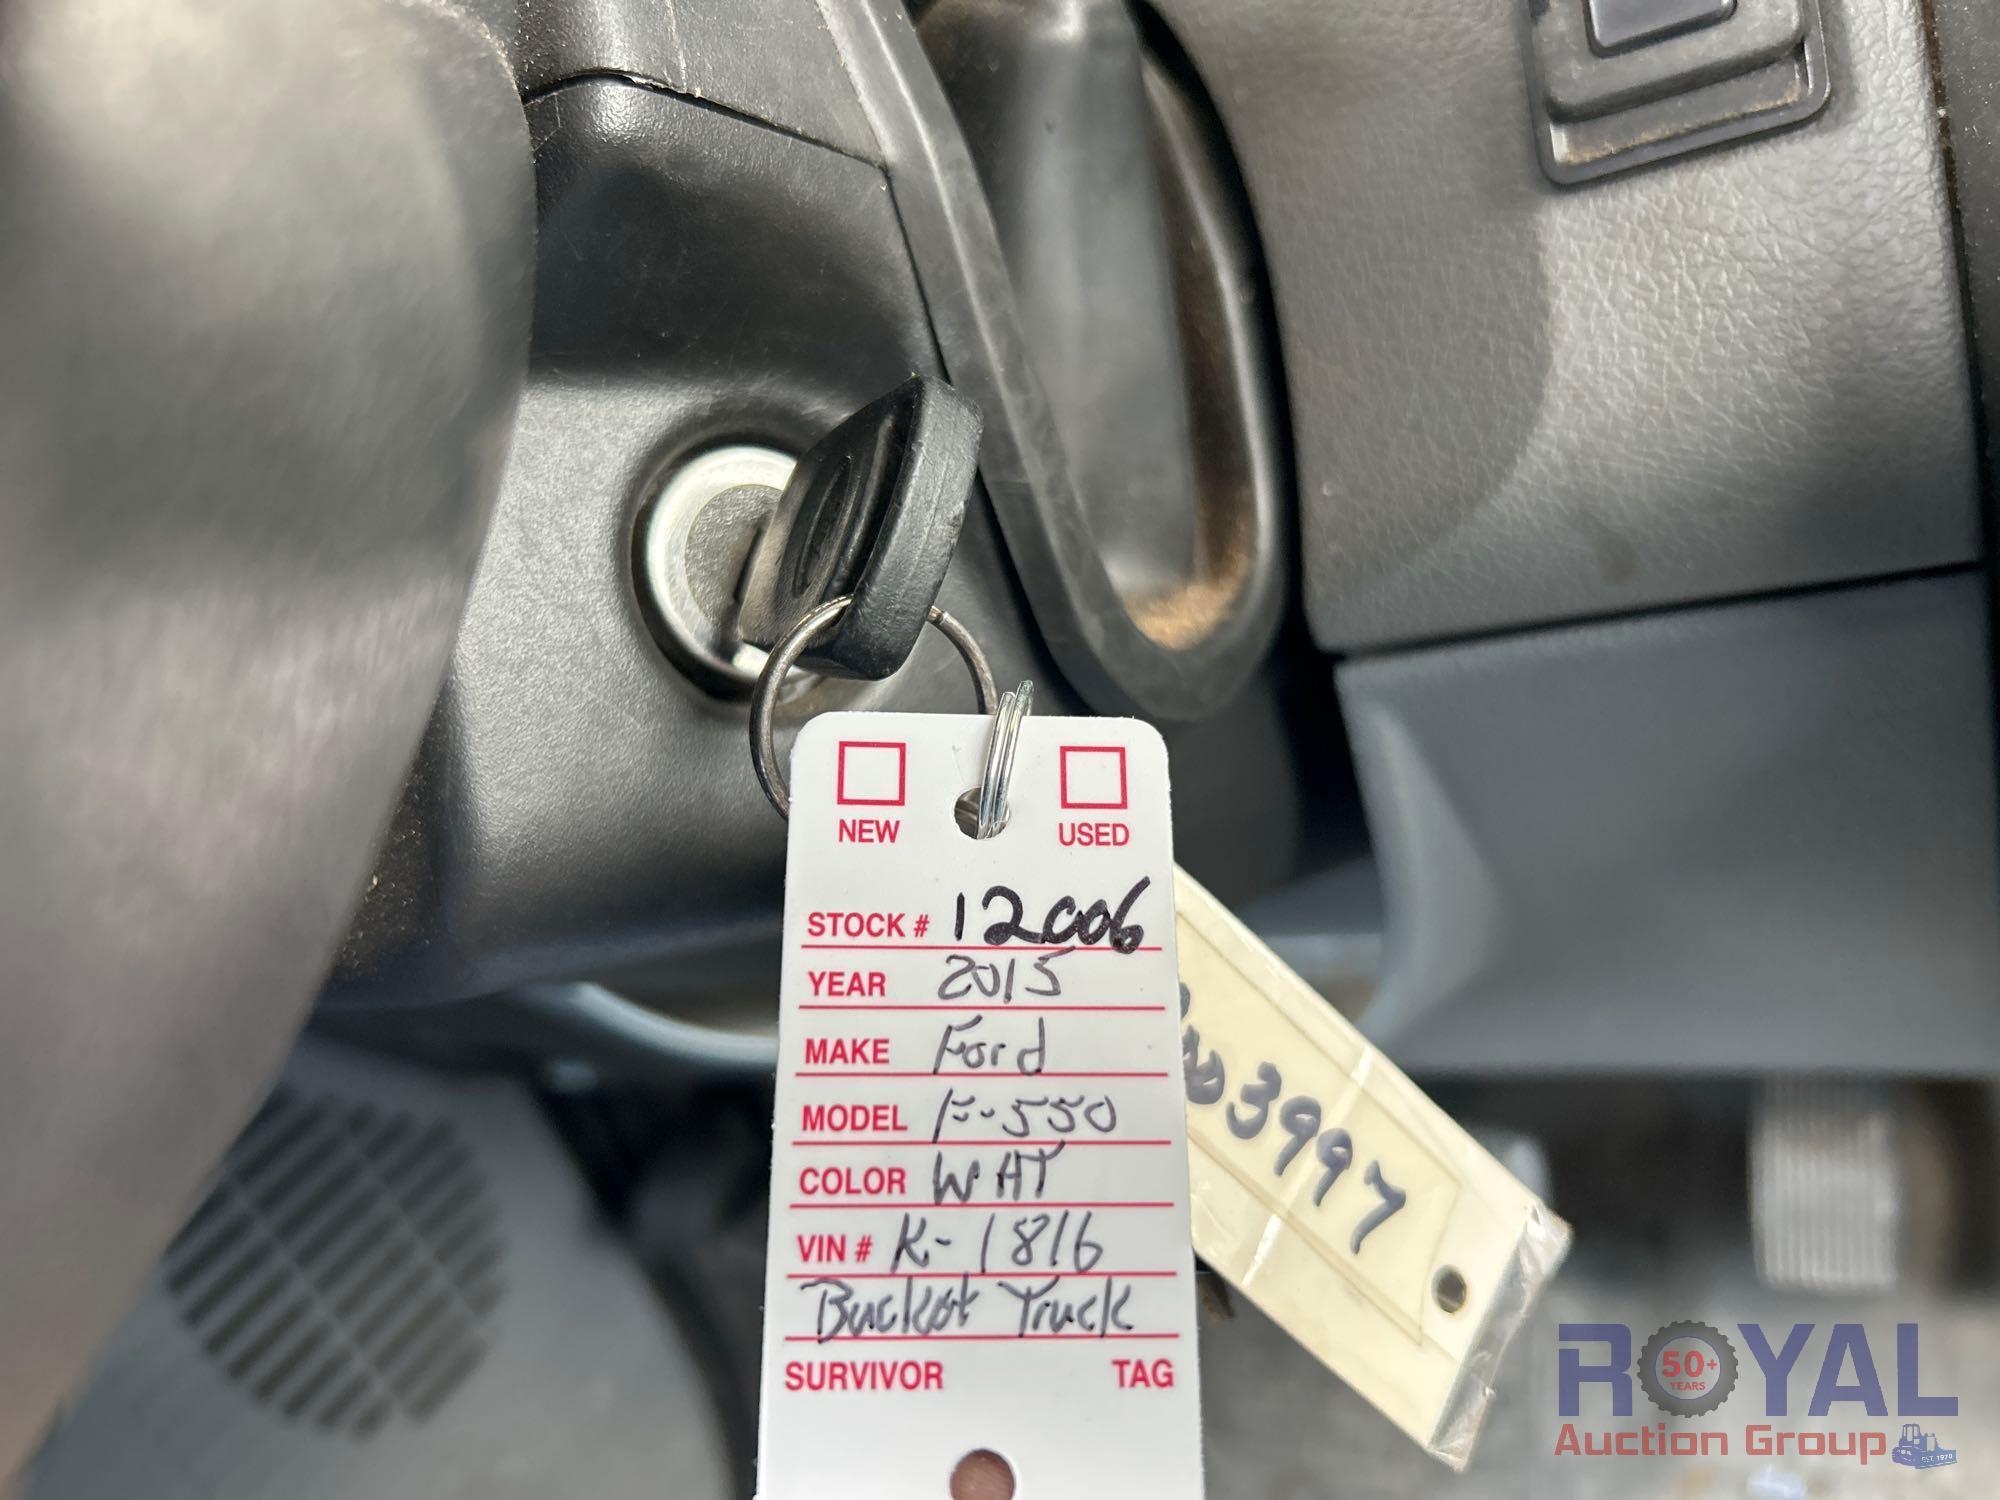 NEW USED
STOCK # 12006
YEAR 2015
MAKE Ford
MODEL F-550
COLOR WHT
VIN # K-1816
Bucket Truck
SURVIVOR TAG
3997
ROYAL
50+
YEARS
Auction Group
EST. 1970